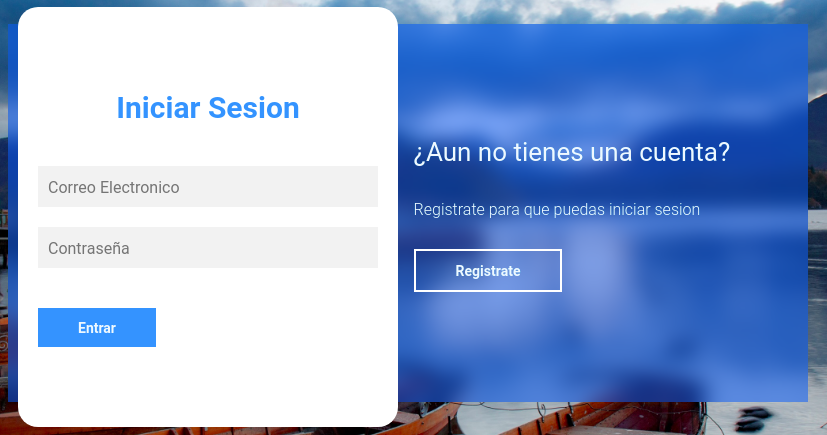 Iniciar Sesion
Correo Electronico
Contraseña
Entrar
¿Aun no tienes una cuenta?
Registrate para que puedas iniciar sesion
Registrate